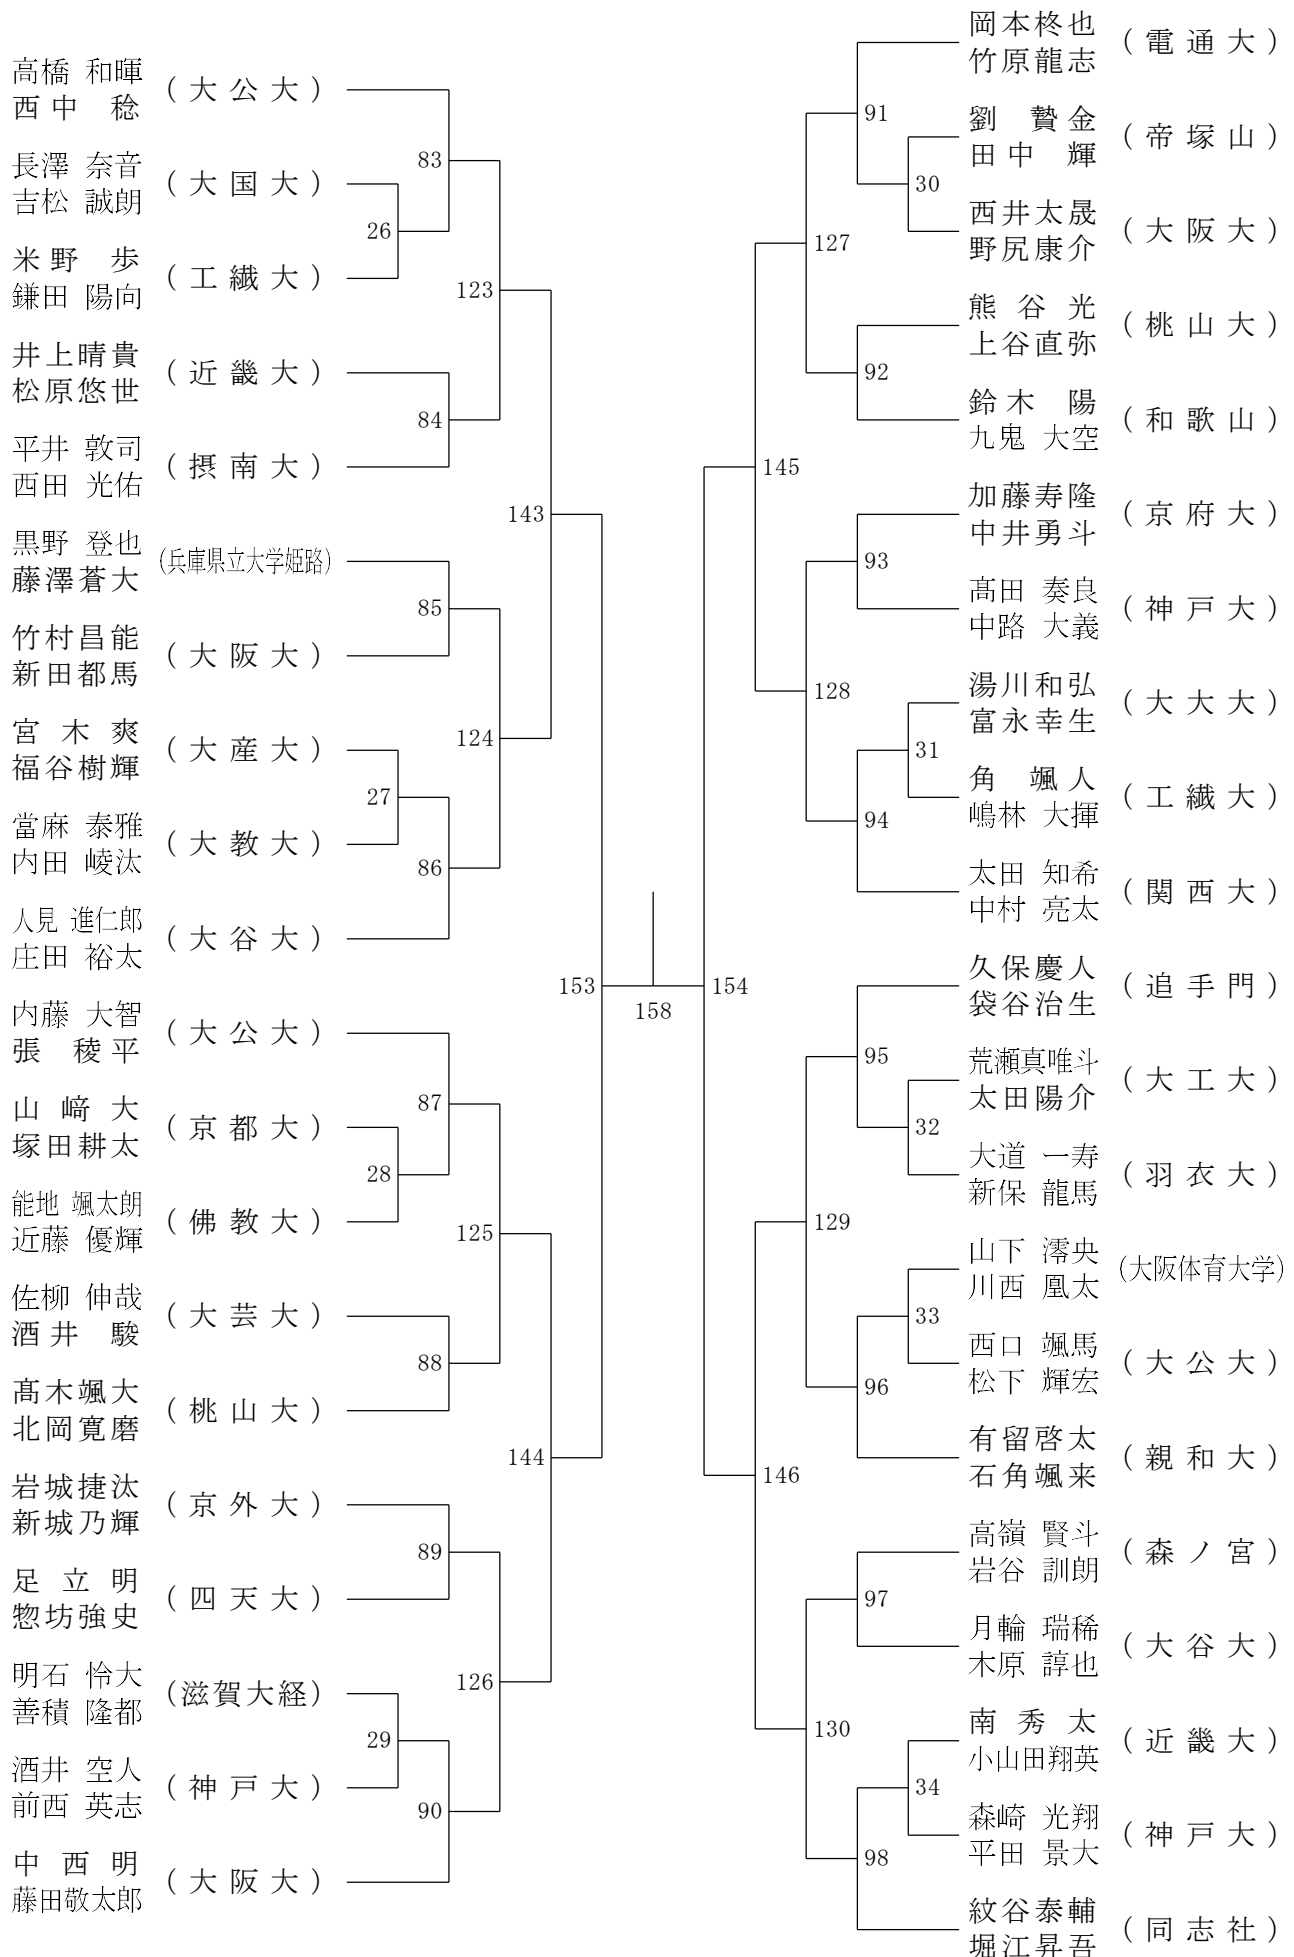 高橋 和暉
西中 稔
(大公大)
長澤 奈音
吉松 誠朗
(大国大)
米野 歩
鎌田 陽向
(工繊大)
井上晴貴
松原悠世
(近畿大)
平井 敦司
西田 光佑
(摂南大)
黒野 登也
藤澤蒼大
(兵庫県立大学姫路)
竹村昌能
新田都馬
(大阪大)
宮木爽
福谷樹輝
(大産大)
當麻 泰雅
内田 崚汰
(大教大)
人見 進仁郎
庄田 裕太
(大谷大)
内藤 大智
張 稜平
(大公大)
山﨑大
塚田耕太
(京都大)
能地 颯太朗
近藤 優輝
(佛教大)
佐柳 伸哉
酒井 駿
(大芸大)
髙木颯大
北岡寛磨
(桃山大)
岩城捷汰
新城乃輝
(京外大)
足立明
惣坊強史
(四天大)
明石 怜大
善積 隆都
(滋賀大経)
酒井 空人
前西 英志
(神戸大)
中西明
藤田敬太郎
(大阪大)
26
27
28
29
83
84
85
86
87
88
89
90
123
124
125
126
143
144
153
158
154
145
146
127
128
129
130
91
92
93
94
95
96
97
98
30
31
32
33
34
岡本柊也
竹原龍志
(電通大)
劉 贄金
田中 輝
(帝塚山)
西井太晟
野尻康介
(大阪大)
熊谷光
上谷直弥
(桃山大)
鈴木 陽
九鬼 大空
(和歌山)
加藤寿隆
中井勇斗
(京府大)
髙田 奏良
中路 大義
(神戸大)
湯川和弘
富永幸生
(大大大)
角 颯人
嶋林 大揮
(工繊大)
太田 知希
中村 亮太
(関西大)
久保慶人
袋谷治生
(追手門)
荒瀬真唯斗
太田陽介
(大工大)
大道 一寿
新保 龍馬
(羽衣大)
山下 澪央
川西 凰太
(大阪体育大学)
西口 颯馬
松下 輝宏
(大公大)
有留啓太
石角颯来
(親和大)
高嶺 賢斗
岩谷 訓朗
(森ノ宮)
月輪 瑞稀
木原 諄也
(大谷大)
南秀太
小山田翔英
(近畿大)
森崎 光翔
平田 景大
(神戸大)
紋谷泰輔
堀江昇吾
(同志社)